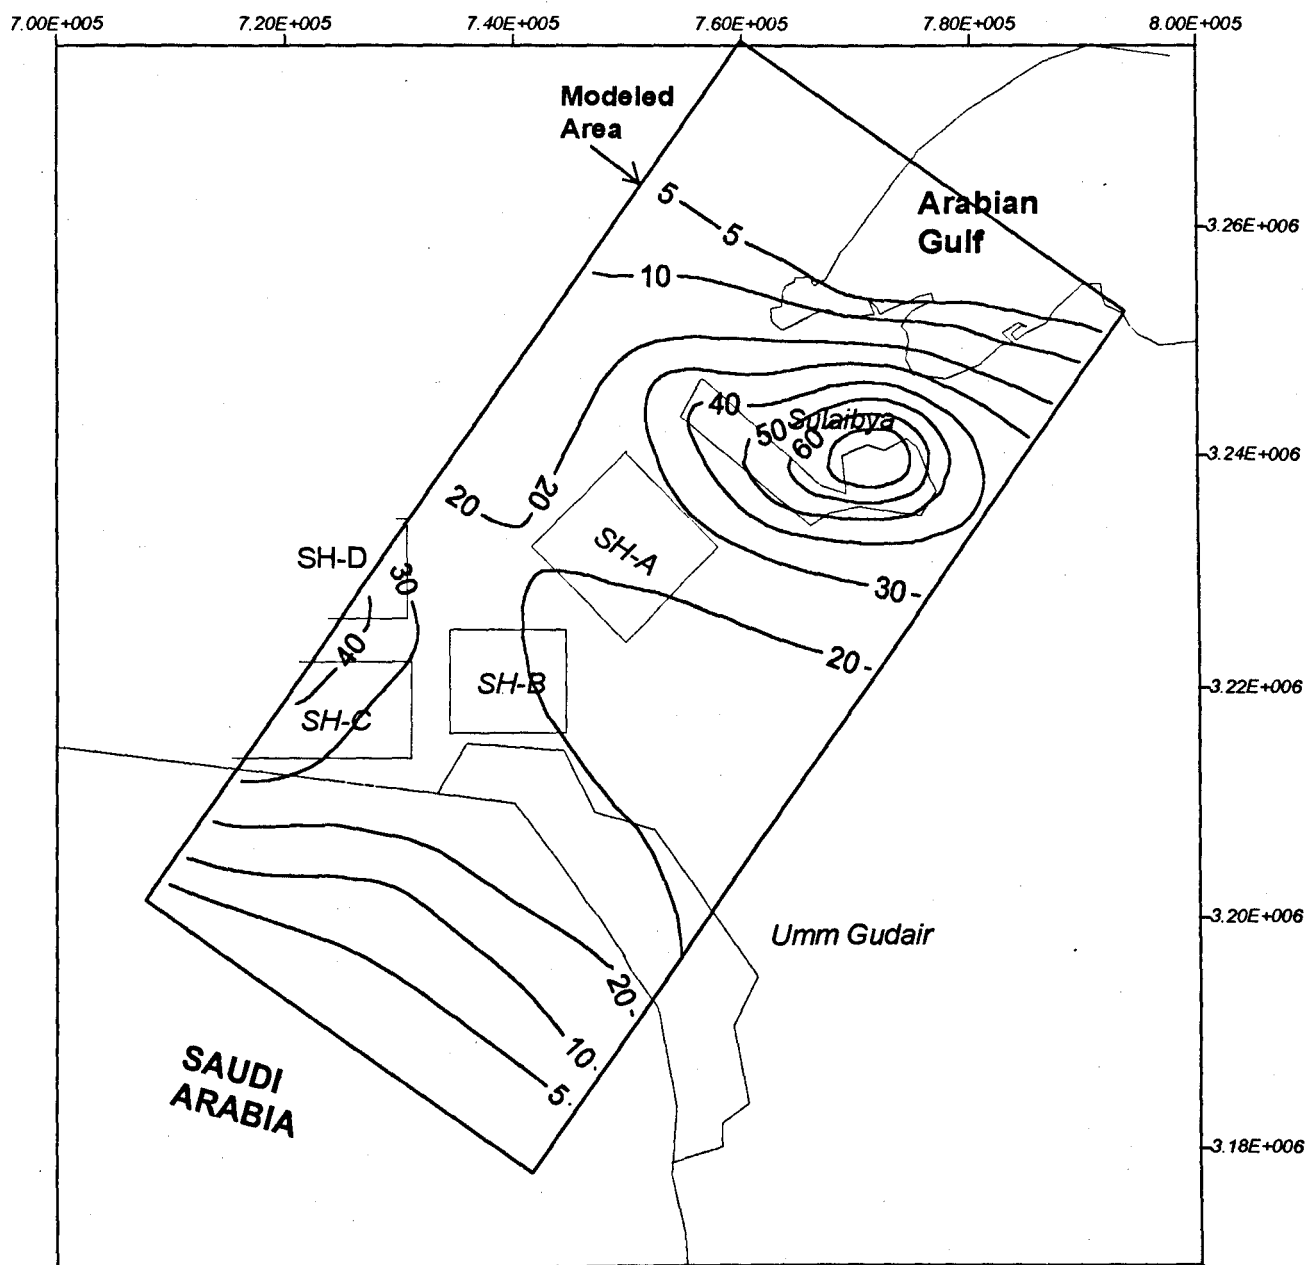 7.00E+005 7.20E+005 7.40E+005 7.60E+005 7.80E+005 8.00E+005
Modeled
Area
5
Arabian
Gulf
5
3.26E+006
10
40
Sulaibya
50
60
3.24E+006
20
20
SH-A
SH-D
30
30
40
20
SH-B
3.22E+006
SH-C
3.20E+006
Umm Gudair
20
10
5
SAUDI
ARABIA
3.18E+006